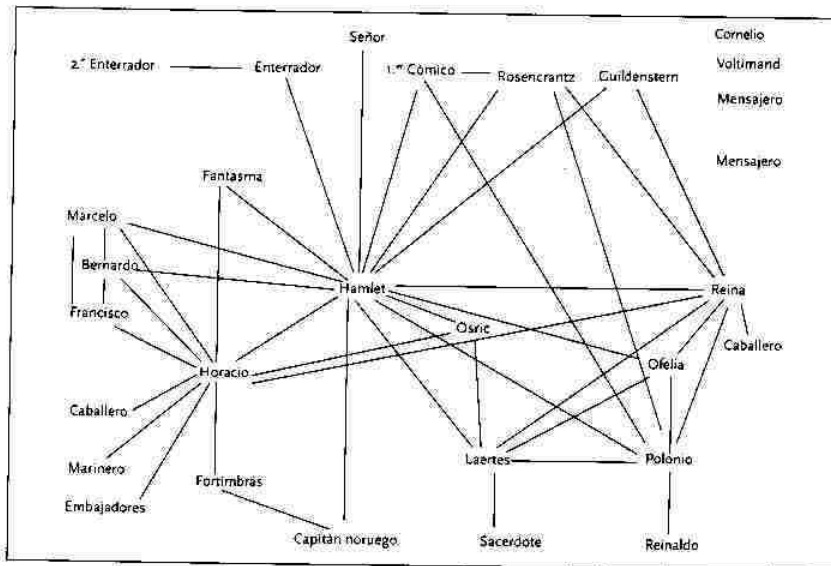 Señor
Cornelio
2.º Enterrador
Enterrador
1.er Cómico
Rosencrantz
Guildenstern
Voltimand
Mensajero
Mensajero
Fantasma
Marcelo
Bernardo
Hamlet
Reina
Francisco
Osric
Caballero
Ofelia
Horacio
Caballero
Laertes
Polonio
Marinero
Fortimbrás
Embajadores
Capitán noruego
Sacerdote
Reinaldo